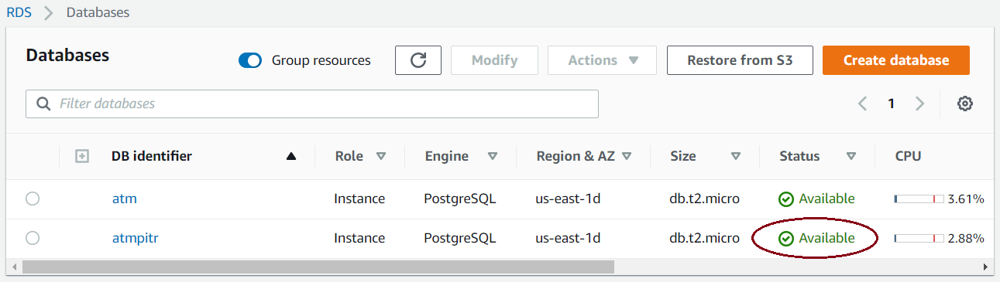 RDS Databases
Databases Group resources Modify Actions Restore from S3 Create database
Filter databases 1
DB identifier Role Engine Region & AZ Size Status CPU
atm Instance PostgreSQL us-east-1d db.t2.micro Available 3.61%
atmpitr Instance PostgreSQL us-east-1d db.t2.micro Available 2.88%